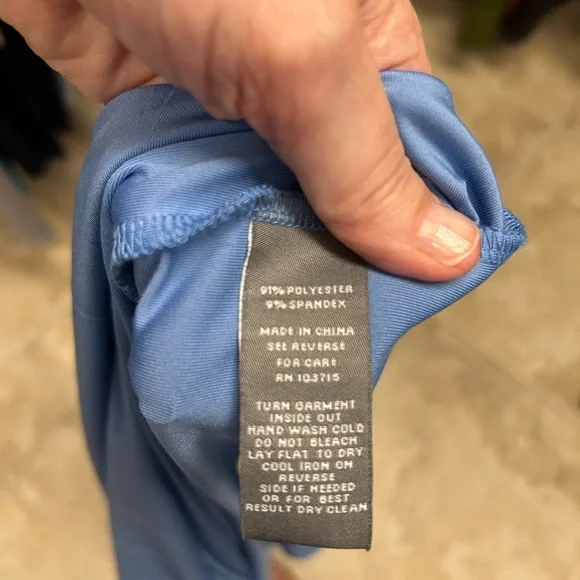 91% POLYESTER
9% SPANDEX
MADE IN CHINA
SEE REVERSE
FOR CARE
RN 103715
TURN GARMENT
INSIDE OUT
HAND WASH COLD
DO NOT BLEACH
LAY FLAT TO DRY
COOL IRON ON
REVERSE
SIDE IF NEEDED
OR FOR BEST
RESULT DRY CLEAN